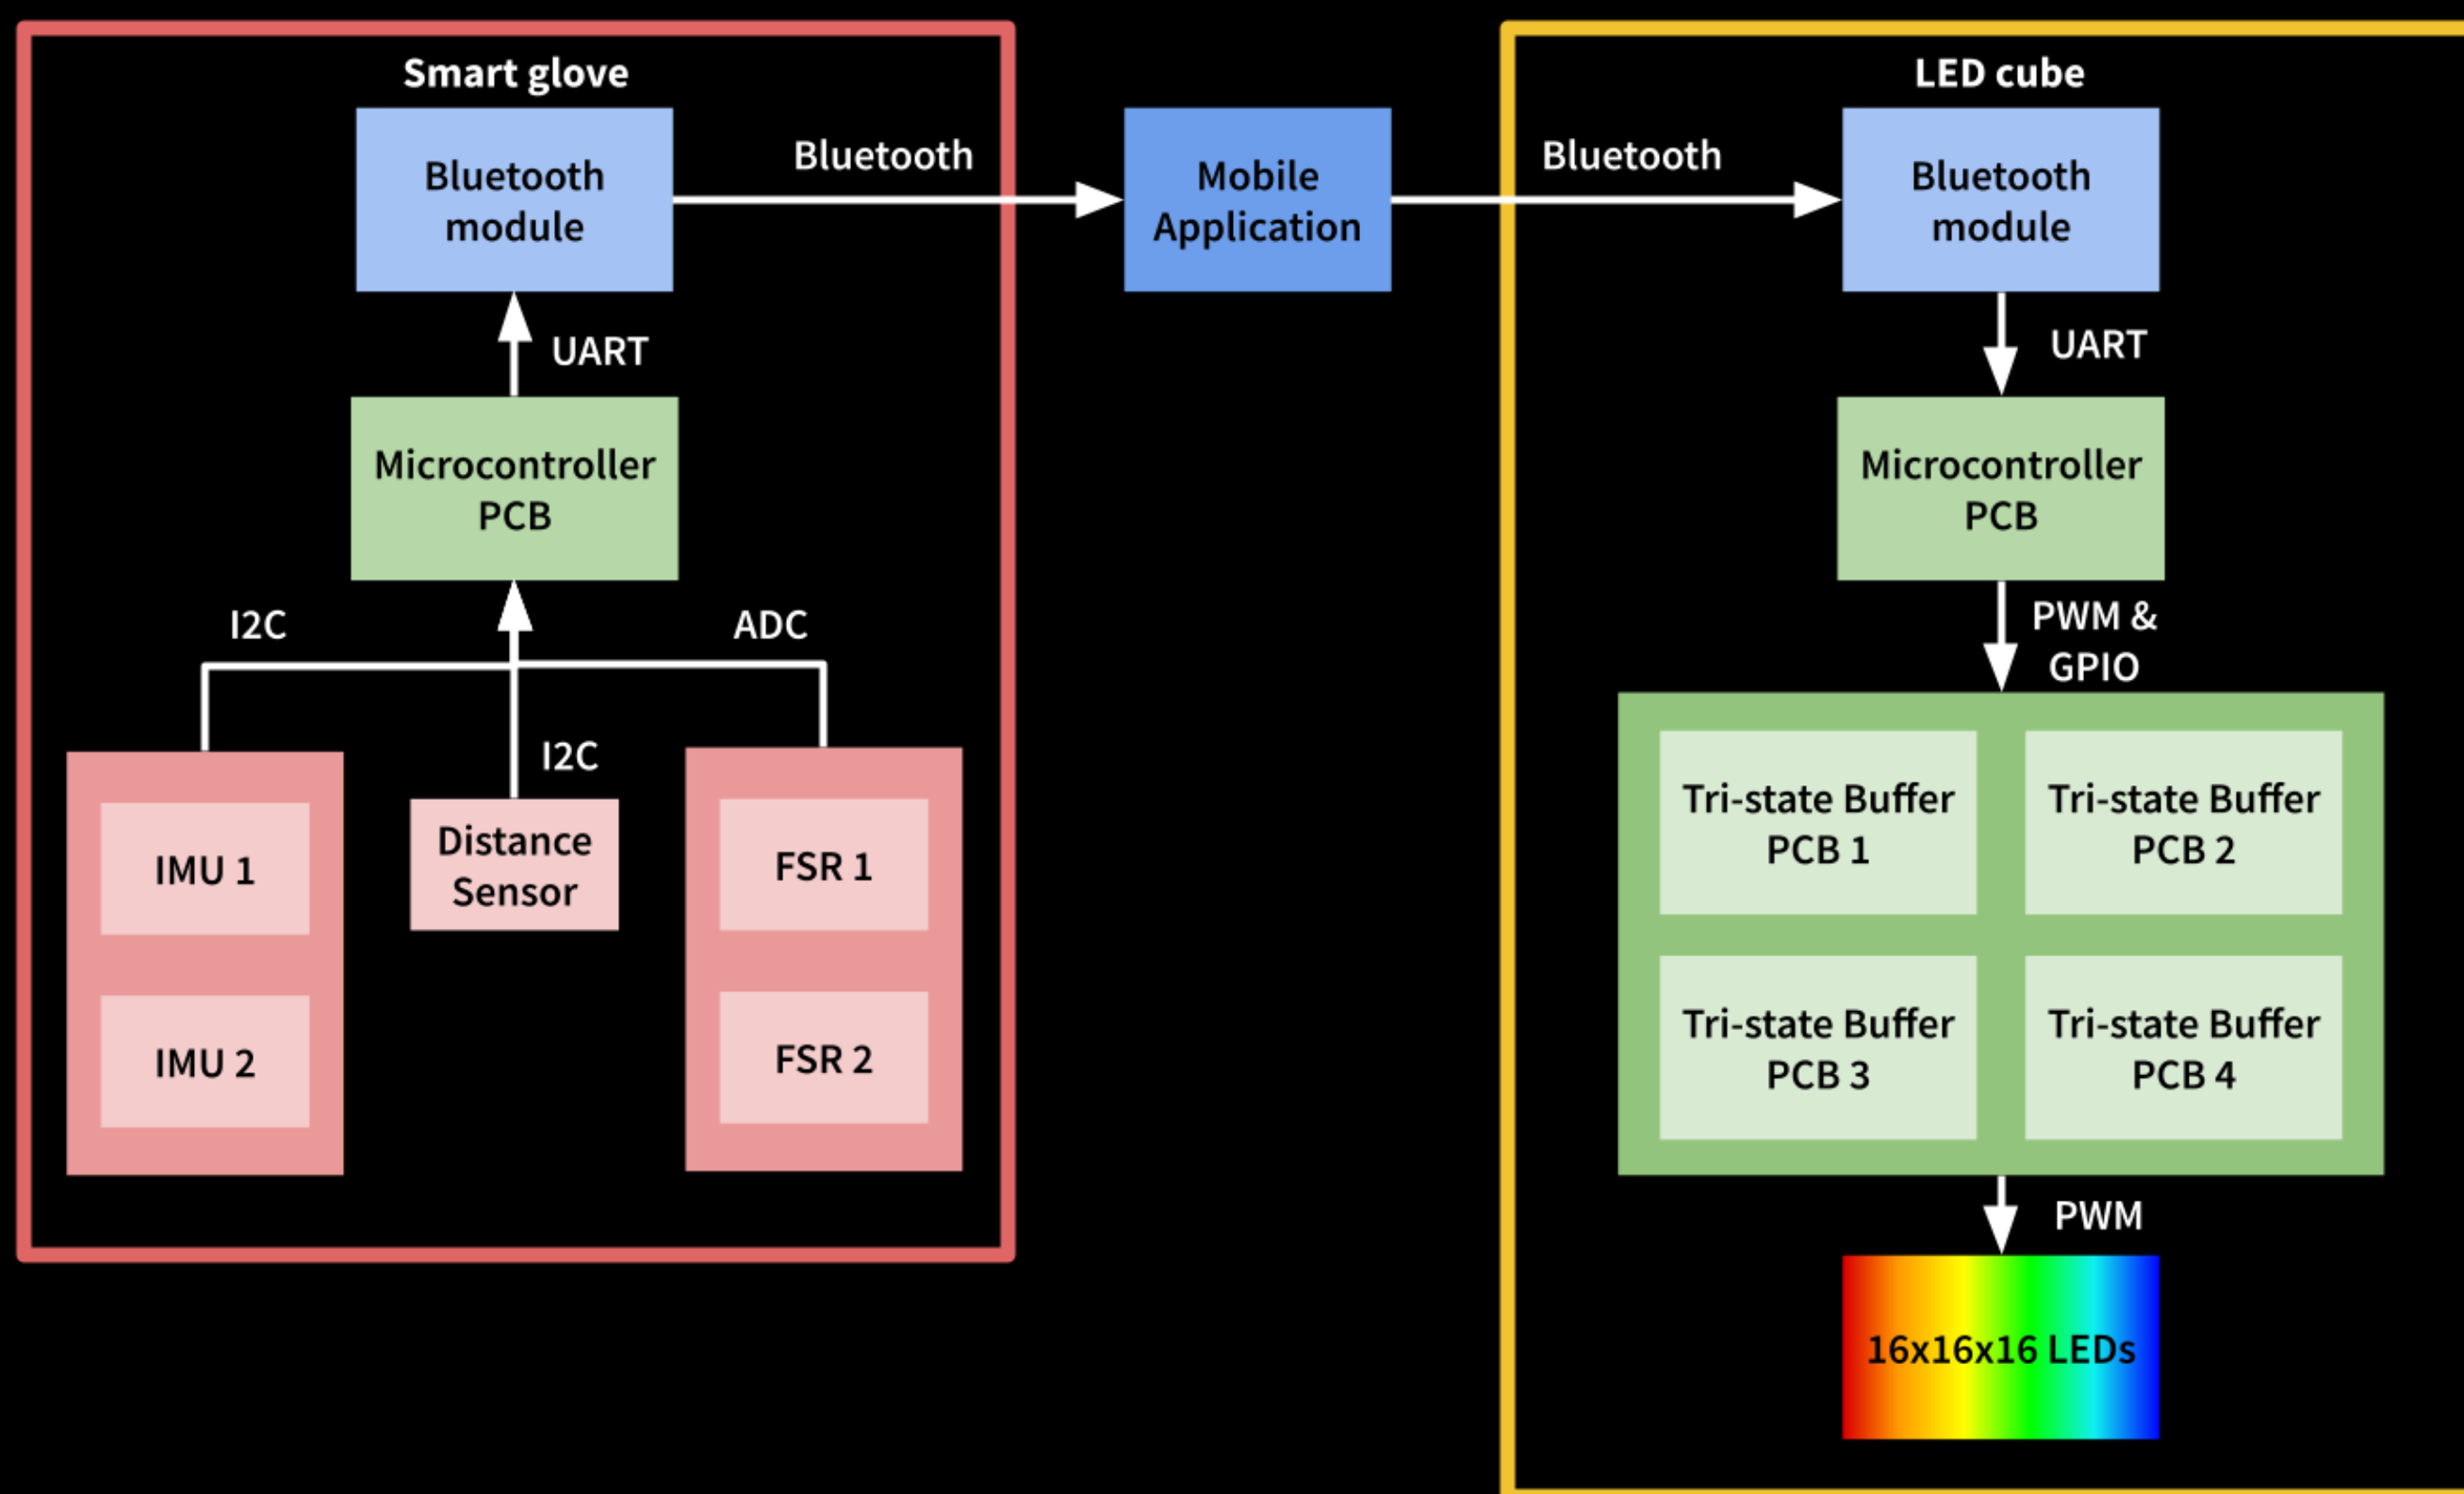 Smart glove
Bluetooth
module
Bluetooth
Mobile
Application
Bluetooth
LED cube
Bluetooth
module
UART
Microcontroller
PCB
I2C
ADC
I2C
IMU 1
IMU 2
Distance
Sensor
FSR 1
FSR 2
UART
Microcontroller
PCB
PWM &
GPIO
Tri-state Buffer
PCB 1
Tri-state Buffer
PCB 2
Tri-state Buffer
PCB 3
Tri-state Buffer
PCB 4
PWM
16x16x16 LEDs